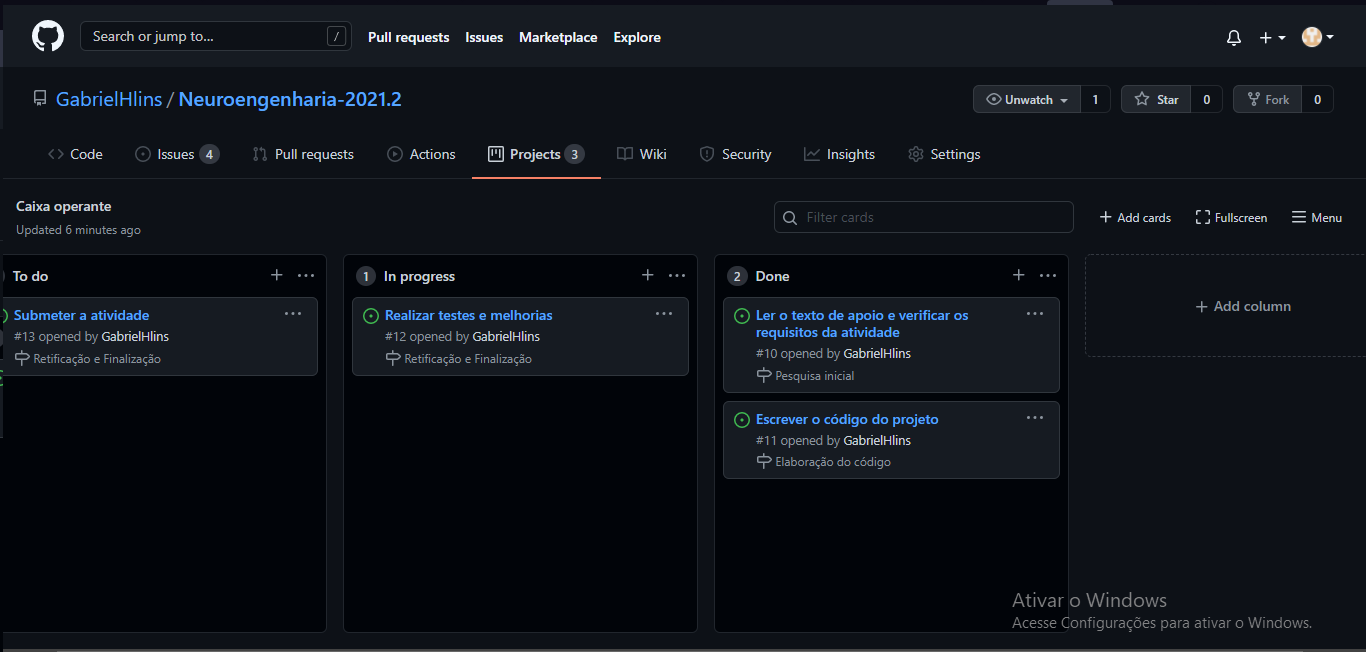 Search or jump to... /
Pull requests Issues Marketplace Explore
GabrielHlins / Neuroengenharia-2021.2
Unwatch 1 Star 0 Fork 0
Code Issues 4 Pull requests Actions Projects 3 Wiki Security Insights Settings
Caixa operante
Updated 6 minutes ago
Filter cards
Add cards Fullscreen Menu
To do
Submeter a atividade
#13 opened by GabrielHlins
Retificação e Finalização
1 In progress
Realizar testes e melhorias
#12 opened by GabrielHlins
Retificação e Finalização
2 Done
Ler o texto de apoio e verificar os
requisitos da atividade
#10 opened by GabrielHlins
Pesquisa inicial
Escrever o código do projeto
#11 opened by GabrielHlins
Elaboração do código
+ Add column
Ativar o Windows
Acesse Configurações para ativar o Windows.